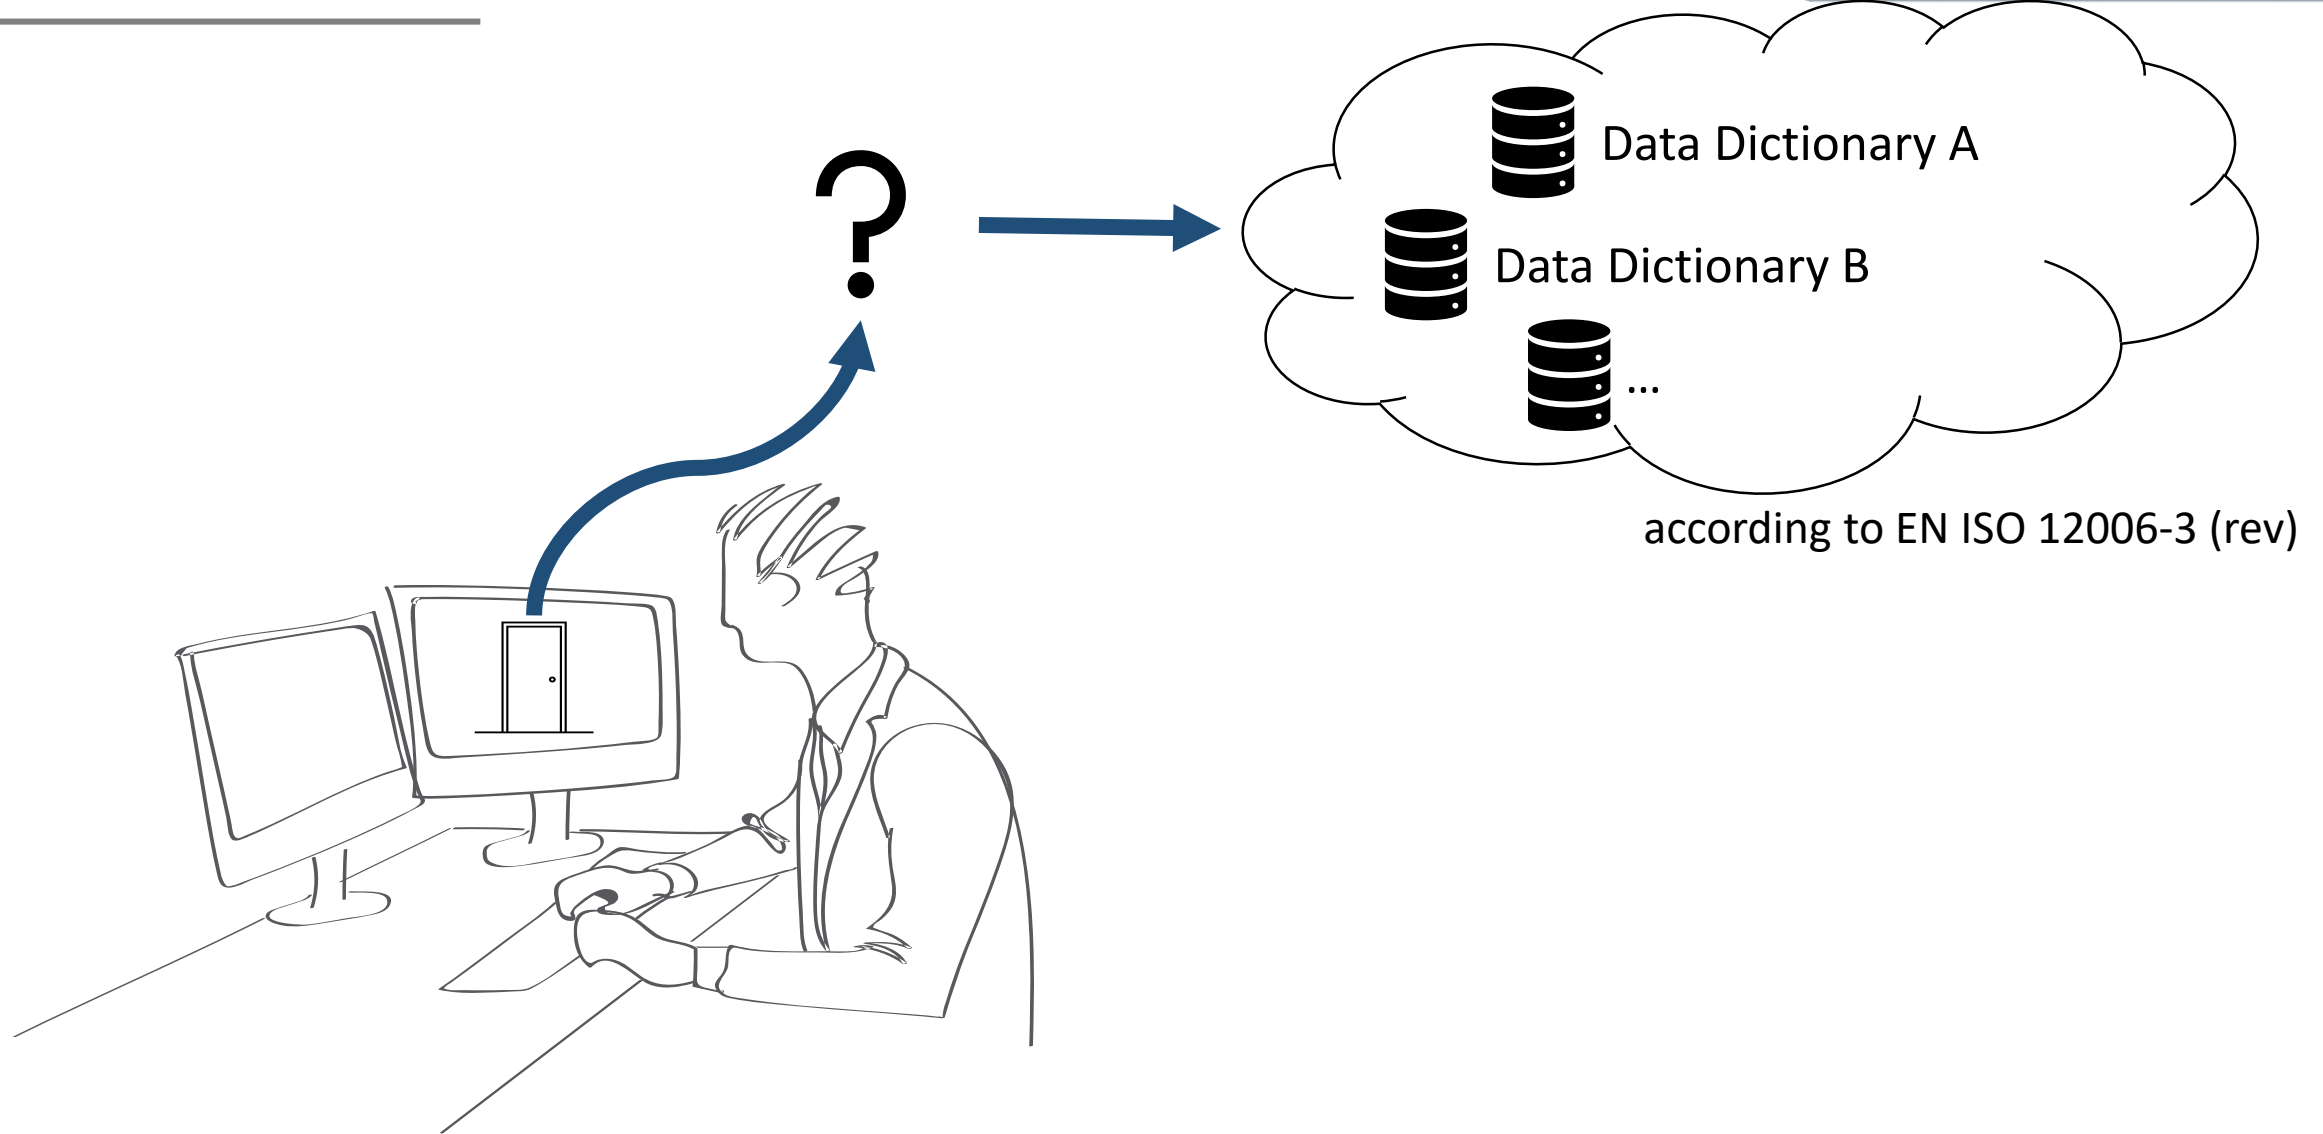 ?
Data Dictionary A
Data Dictionary B
...
according to EN ISO 12006-3 (rev)